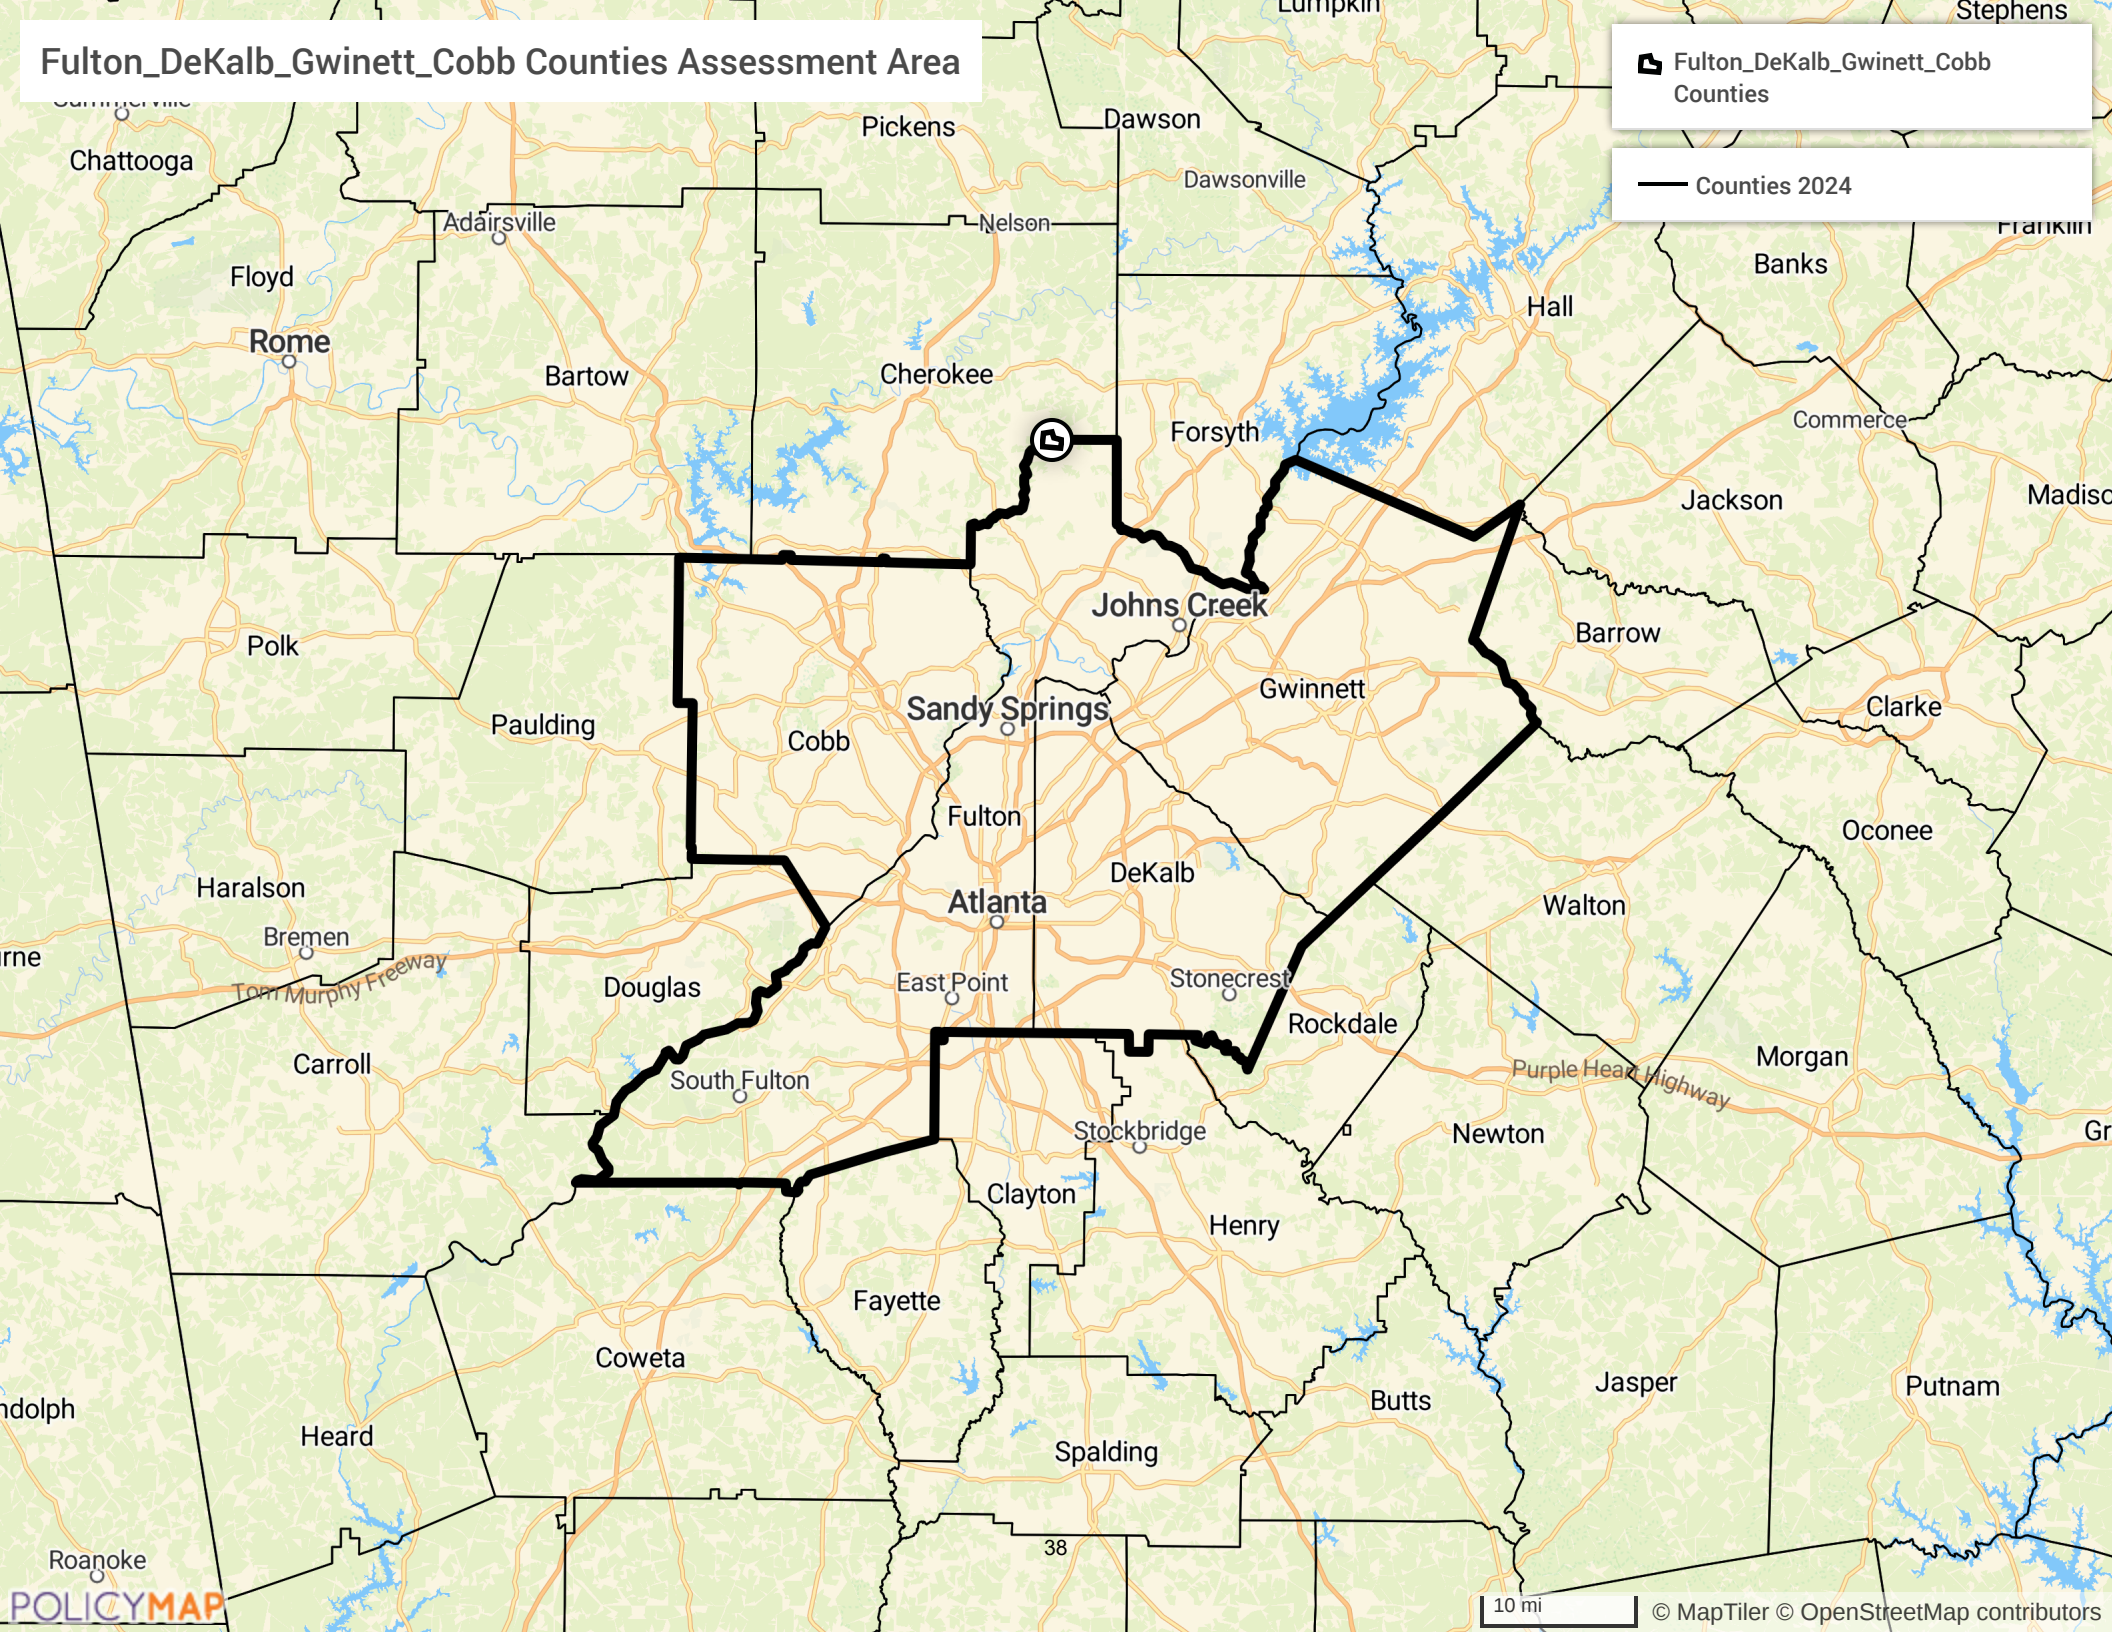 Lumpkin
Stephens
Fulton_DeKalb_Gwinett_Cobb Counties Assessment Area
Fulton_DeKalb_Gwinett_Cobb
Counties
Summerville
Dawson
Pickens
Chattooga
Dawsonville
Counties 2024
Adairsville
Nelson
Franklin
Banks
Floyd
Hall
Rome
Bartow
Cherokee
Commerce
Forsyth
Jackson
Madisc
Johns Creek
Barrow
Polk
Gwinnett
Clarke
Sandy Springs
Paulding
Cobb
Fulton
Oconee
DeKalb
Haralson
Atlanta
Walton
Bremen
rne
Tom Murphy Freeway
Stonecrest
East Point
Douglas
Rockdale
Morgan
Carroll
Purple Heart Highway
South Fulton
Stockbridge
Newton
Gr
Clayton
Henry
Fayette
Coweta
Jasper
Putnam
Butts
ndolph
Heard
Spalding
38
Roanoke
POLICYMAP
10 mi
© MapTiler © OpenStreetMap contributors